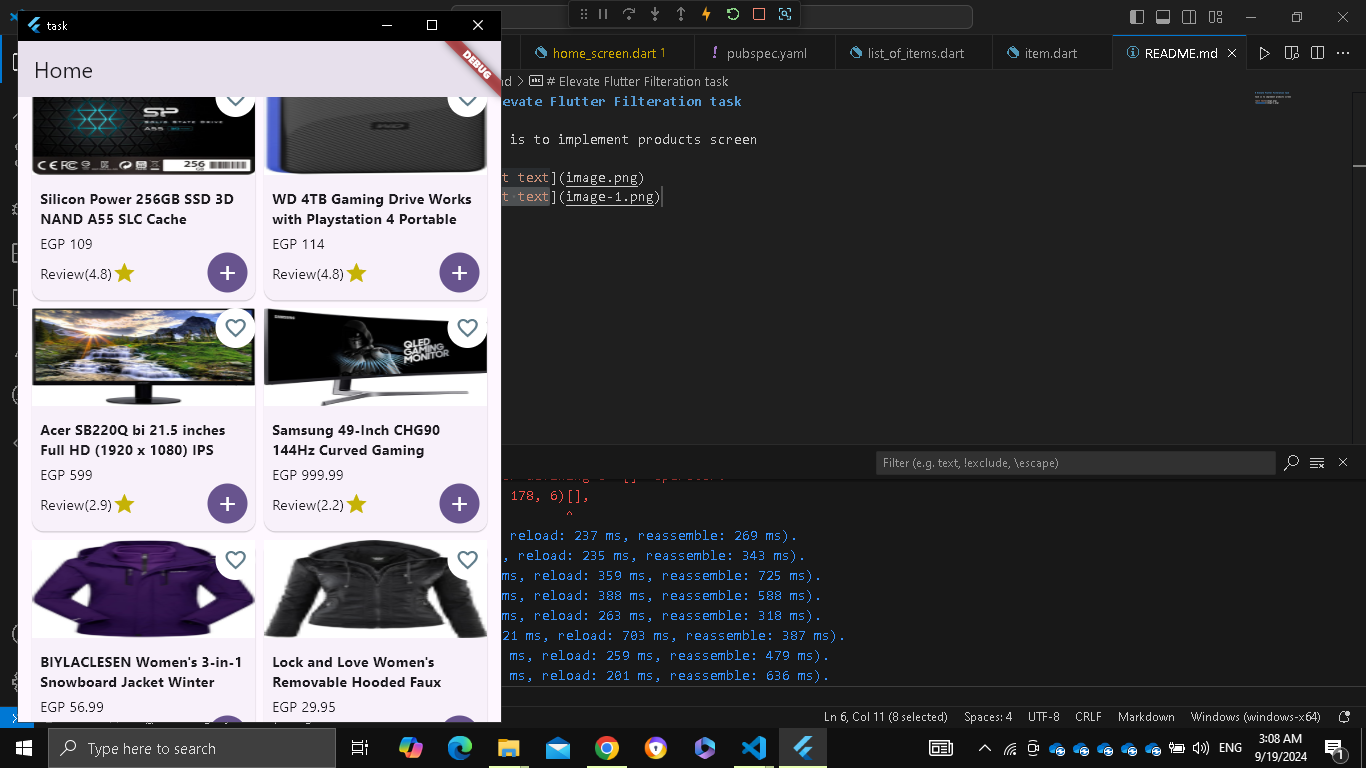 task
Home
DEBUG
SP
SOLID STATE DRIVE
A55
256
WD
Silicon Power 256GB SSD 3D
NAND A55 SLC Cache
EGP 109
Review(4.8)
WD 4TB Gaming Drive Works
with Playstation 4 Portable
EGP 114
Review(4.8)
SAMSUNG
QLED
GAMING
MONITOR
Acer SB220Q bi 21.5 inches
Full HD (1920 x 1080) IPS
EGP 599
Review(2.9)
Samsung 49-Inch CHG90
144Hz Curved Gaming
EGP 999.99
Review(2.2)
BIYLACLESEN Women's 3-in-1
Snowboard Jacket Winter
EGP 56.99
Lock and Love Women's
Removable Hooded Faux
EGP 29.95
home_screen.dart 1
pubspec.yaml
list_of_items.dart
item.dart
README.md
nd > # Elevate Flutter Filteration task
evate Flutter Filteration task
is to implement products screen
t text](image.png)
t text](image-1.png)
Filter (e.g. text, !exclude, \escape)
178, 6)[],
^
reload: 237 ms, reassemble: 269 ms).
, reload: 235 ms, reassemble: 343 ms).
ms, reload: 359 ms, reassemble: 725 ms).
ms, reload: 388 ms, reassemble: 588 ms).
ms, reload: 263 ms, reassemble: 318 ms).
21 ms, reload: 703 ms, reassemble: 387 ms).
ms, reload: 259 ms, reassemble: 479 ms).
ms, reload: 201 ms, reassemble: 636 ms).
Ln 6, Col 11 (8 selected)
Spaces: 4
UTF-8
CRLF
Markdown
Windows (windows-x64)
Type here to search
ENG
3:08 AM
9/19/2024
1